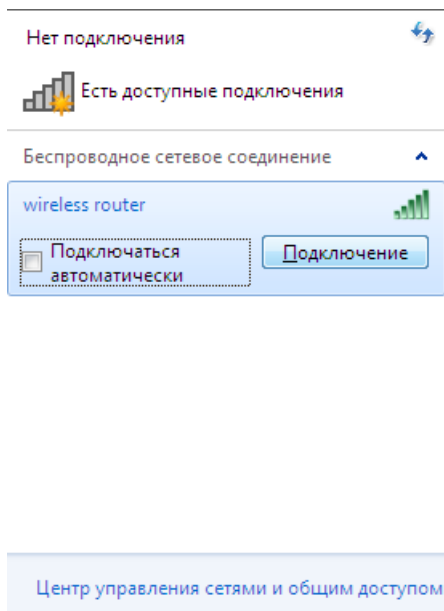 Нет подключения
Есть доступные подключения
Беспроводное сетевое соединение
wireless router
Подключаться
автоматически
Подключение
Центр управления сетями и общим доступом